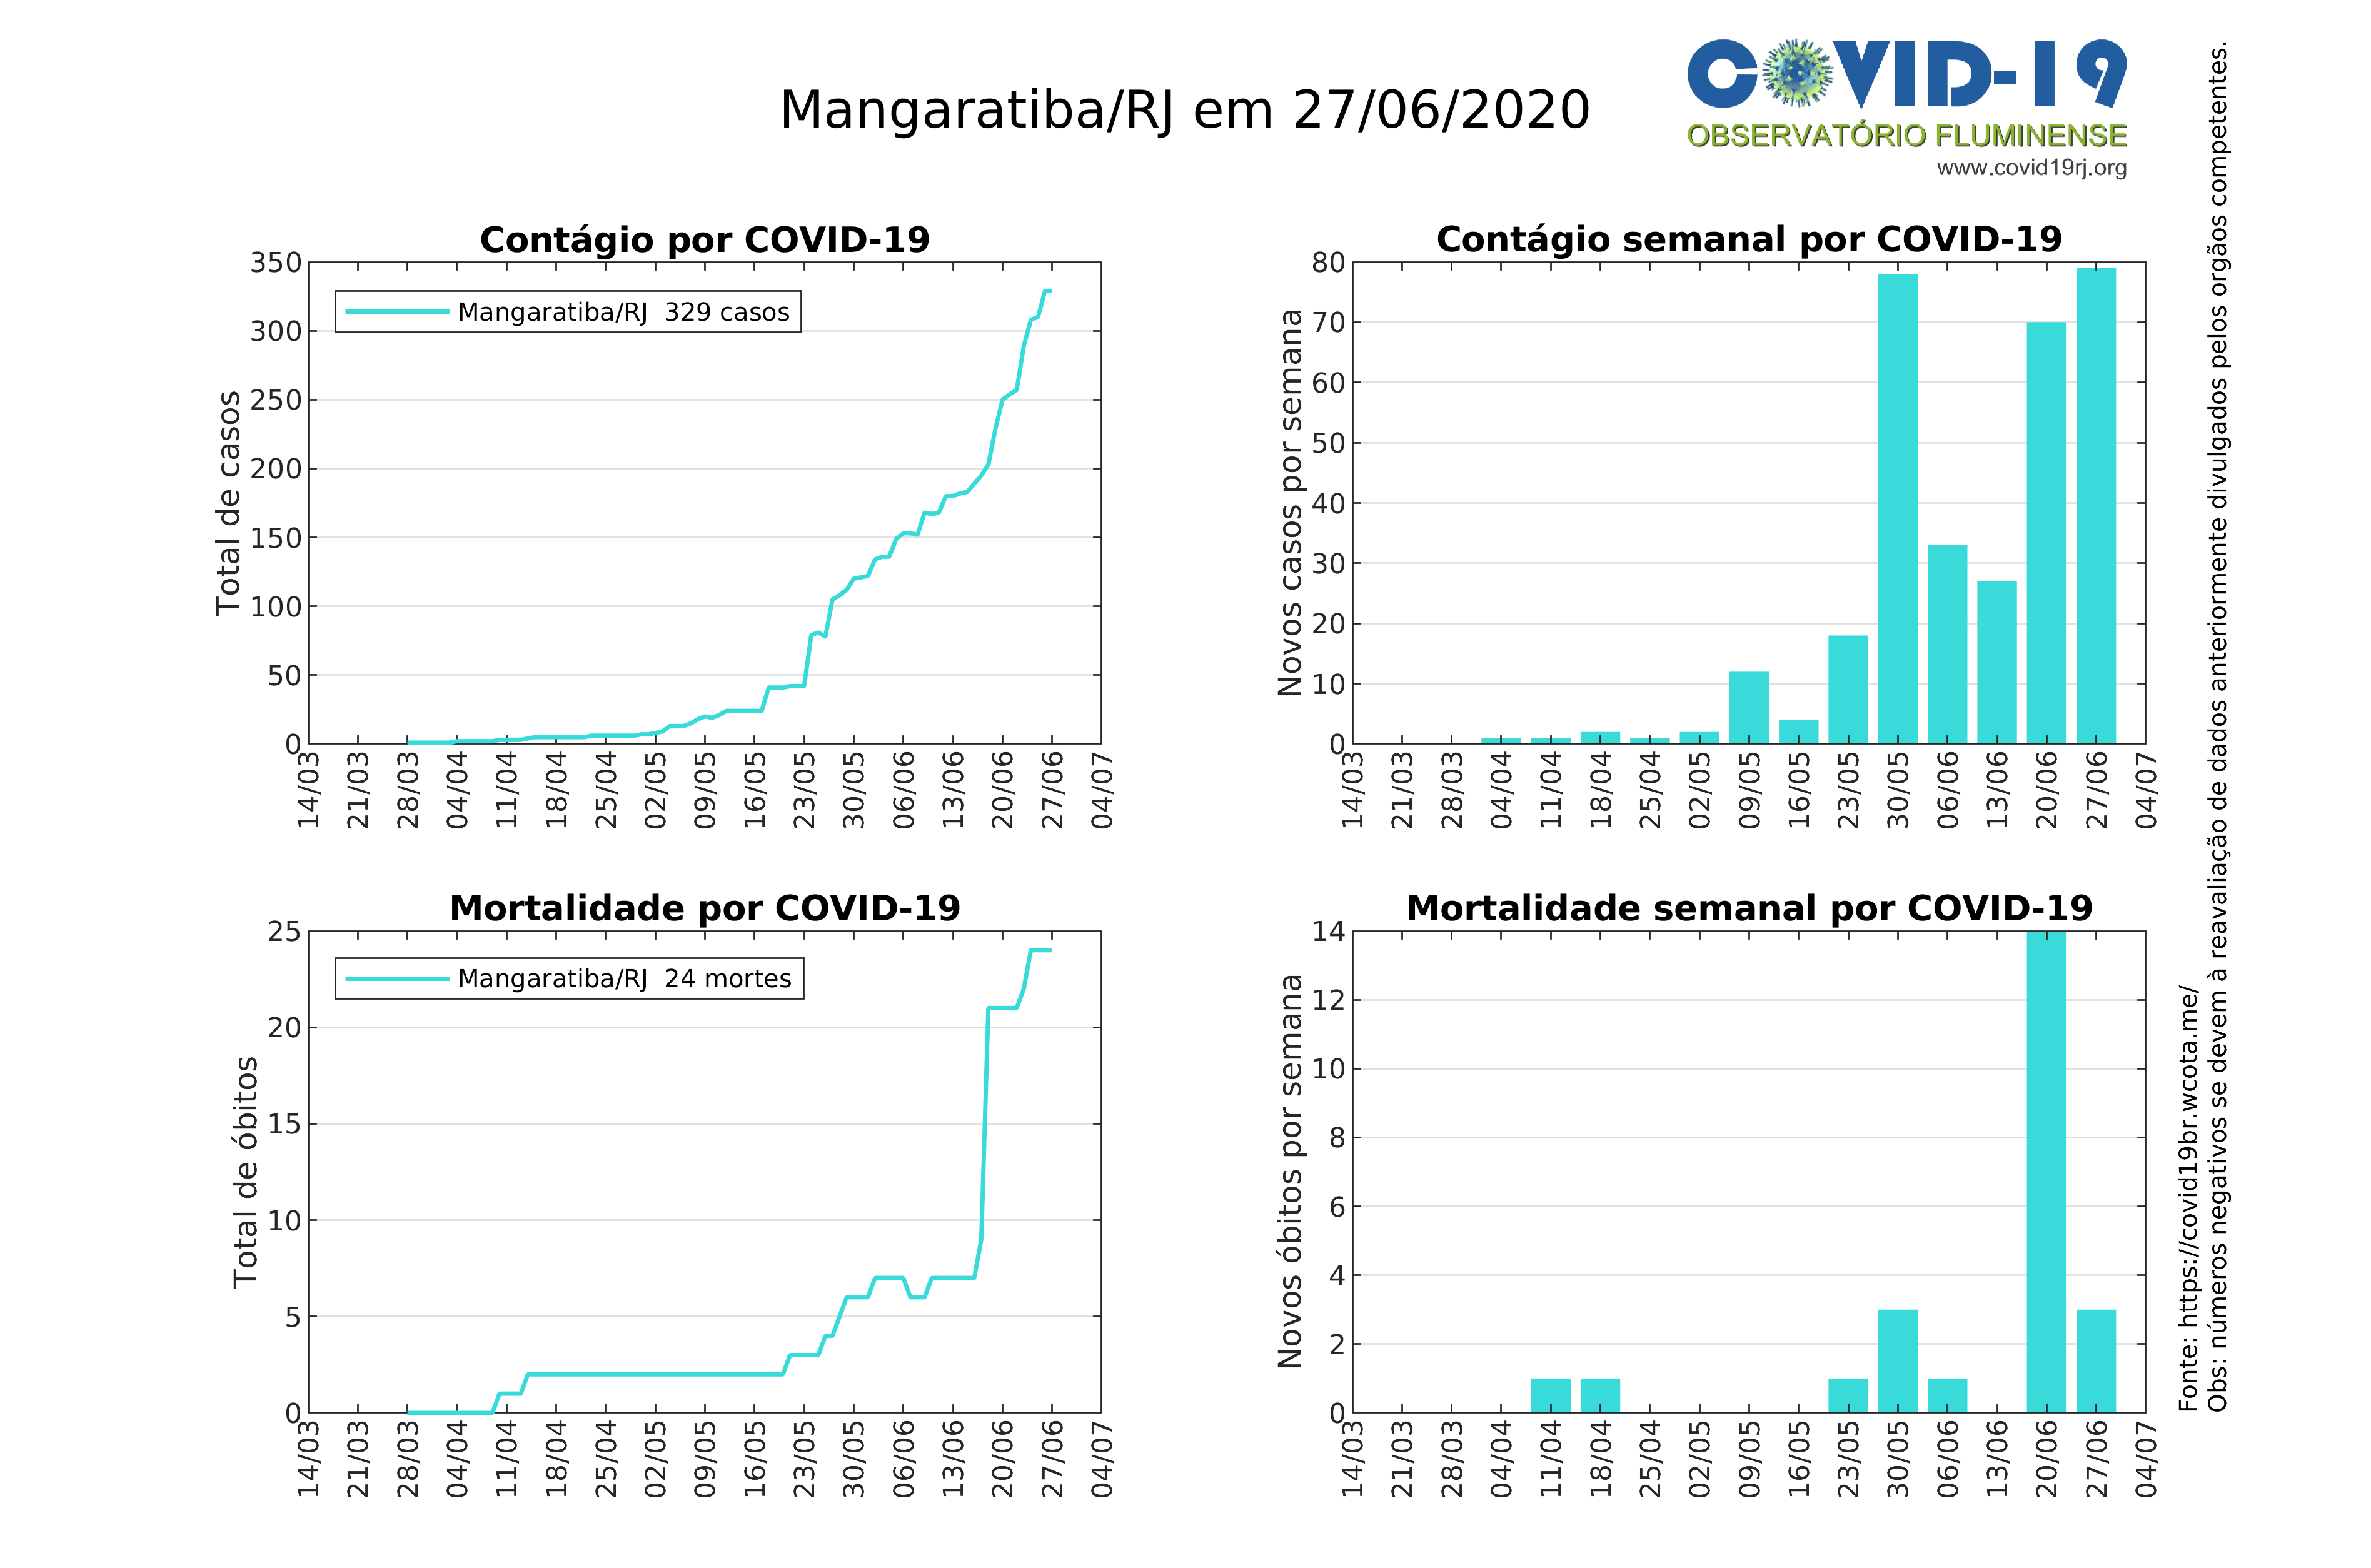 Mangaratiba/RJ em 27/06/2020
COVID-19
OBSERVATÓRIO FLUMINENSE
www.covid19rj.org
Contágio por COVID-19
Total de casos
350
300
250
200
150
100
50
0
Mangaratiba/RJ 329 casos
14/03 21/03 28/03 04/04 11/04 18/04 25/04 02/05 09/05 16/05 23/05 30/05 06/06 13/06 20/06 27/06 04/07
Contágio semanal por COVID-19
Novos casos por semana
80
70
60
50
40
30
20
10
0
14/03 21/03 28/03 04/04 11/04 18/04 25/04 02/05 09/05 16/05 23/05 30/05 06/06 13/06 20/06 27/06 04/07
Mortalidade por COVID-19
Total de óbitos
25
20
15
10
5
0
Mangaratiba/RJ 24 mortes
14/03 21/03 28/03 04/04 11/04 18/04 25/04 02/05 09/05 16/05 23/05 30/05 06/06 13/06 20/06 27/06 04/07
Mortalidade semanal por COVID-19
Novos óbitos por semana
14
12
10
8
6
4
2
0
14/03 21/03 28/03 04/04 11/04 18/04 25/04 02/05 09/05 16/05 23/05 30/05 06/06 13/06 20/06 27/06 04/07
Fonte: https://covid19br.wcota.me/
Obs: números negativos se devem à reavaliação de dados anteriormente divulgados pelos orgãos competentes.